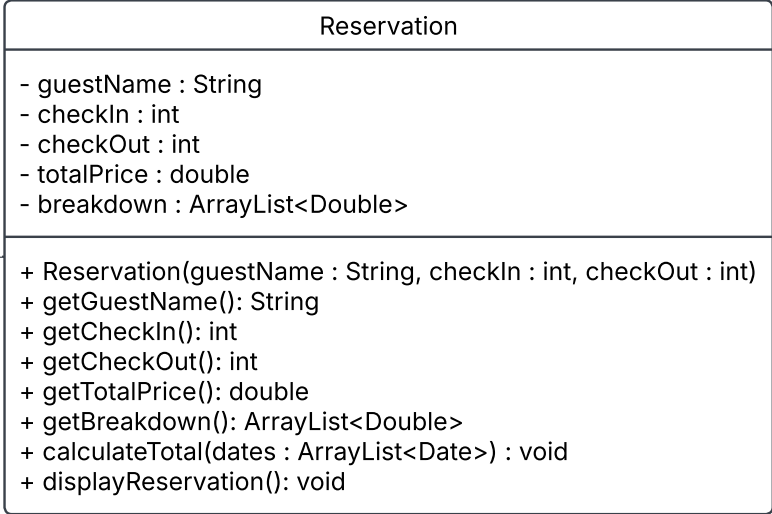 Reservation
- guestName : String
- checkIn : int
- checkOut : int
- totalPrice : double
- breakdown : ArrayList<Double>
+ Reservation(guestName : String, checkIn : int, checkOut : int)
+ getGuestName(): String
+ getCheckIn(): int
+ getCheckOut(): int
+ getTotalPrice(): double
+ getBreakdown(): ArrayList<Double>
+ calculateTotal(dates : ArrayList<Date>) : void
+ displayReservation(): void